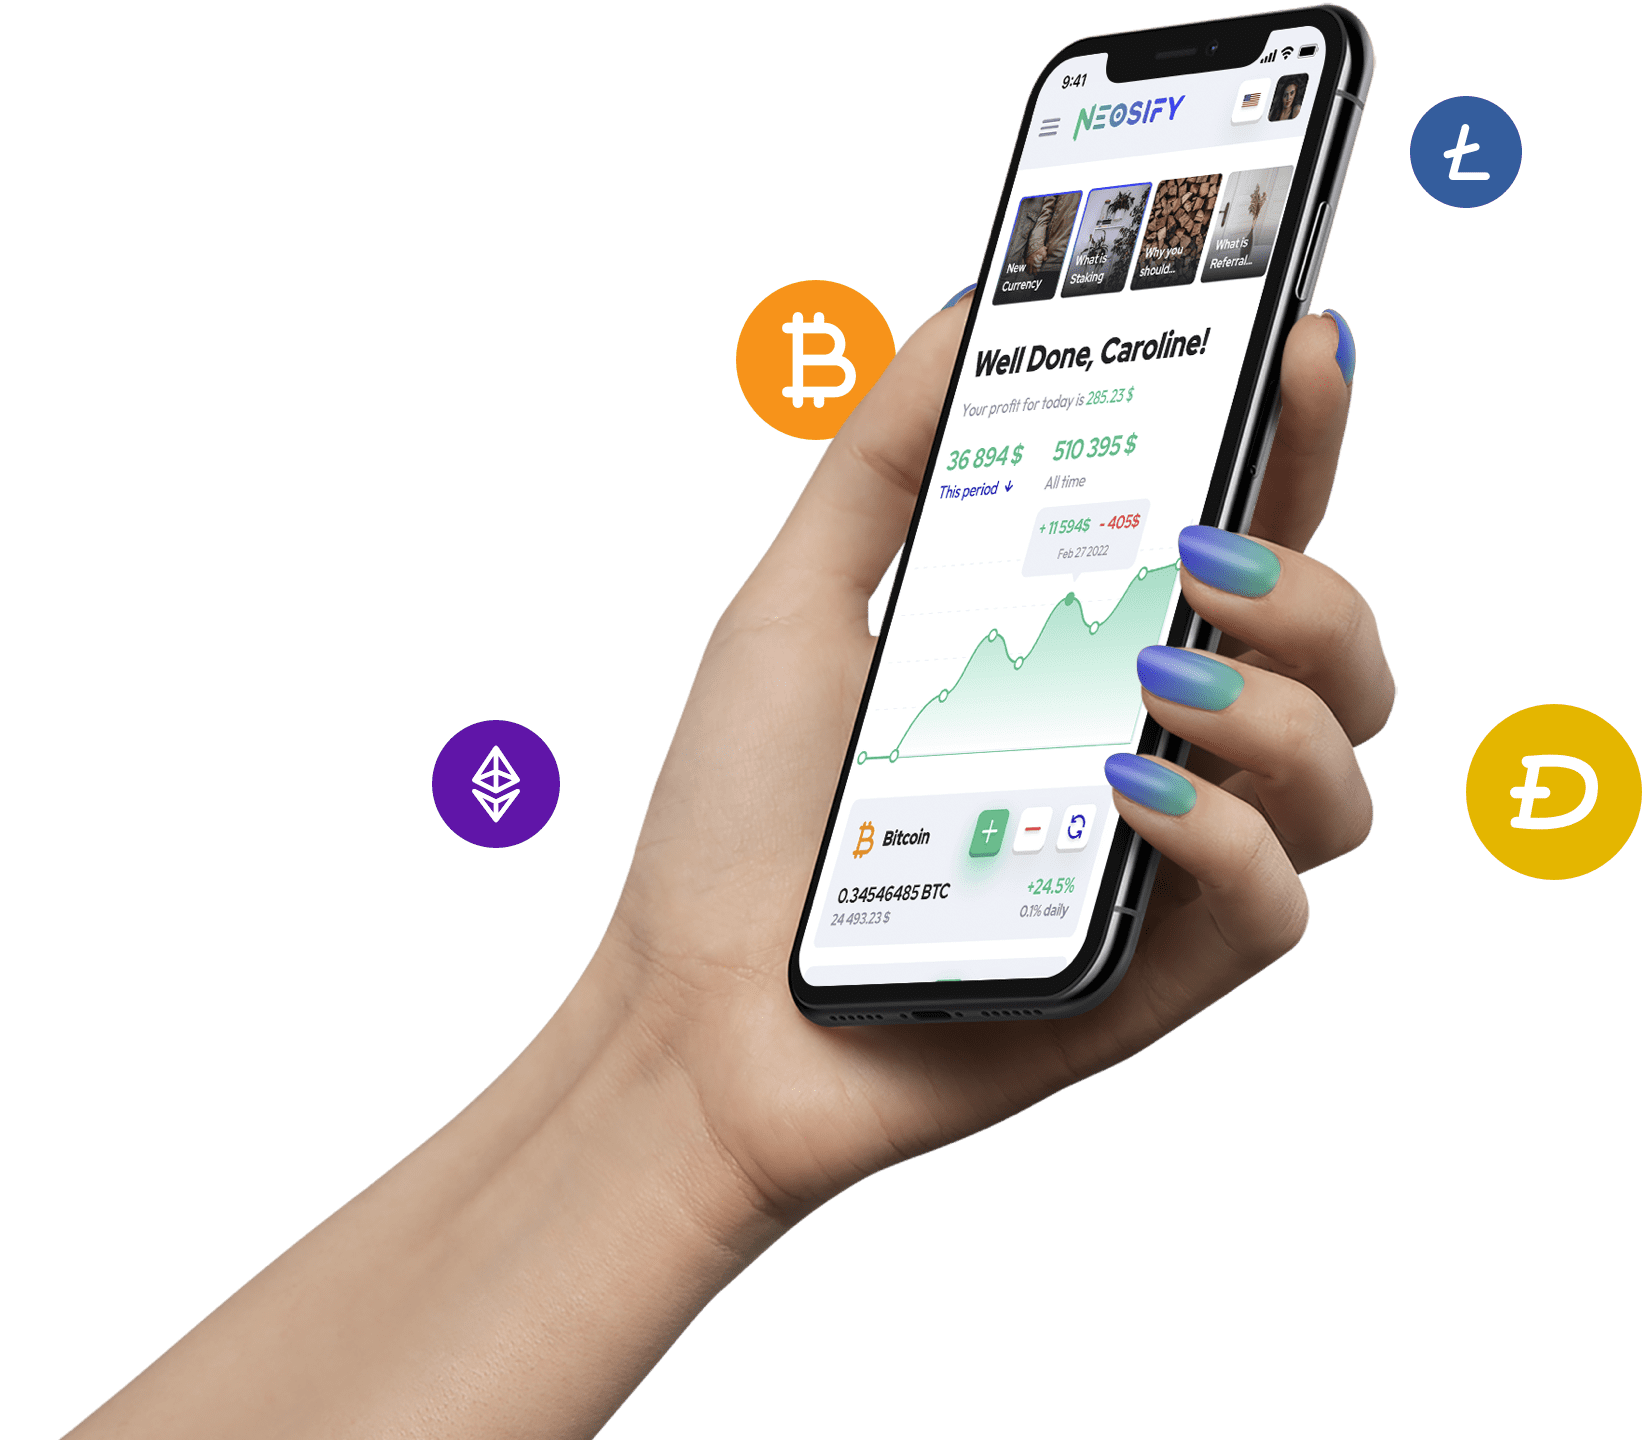 9:41
NEOSIFY
New
Currency
What is
Staking
Why you
should...
What is
Referral...
Well Done, Caroline!
Your profit for today is 285.23 $
36 894 $
510 395 $
This period ↓
All time
+ 11 594$ - 405$
Feb 27 2022
Bitcoin
0.34546485 BTC
+24.5%
24 493.23 $
0.1% daily